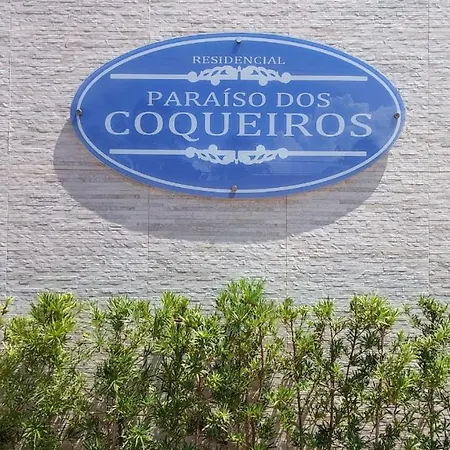 RESIDENCIAL
PARAÍSO DOS
COQUEIROS